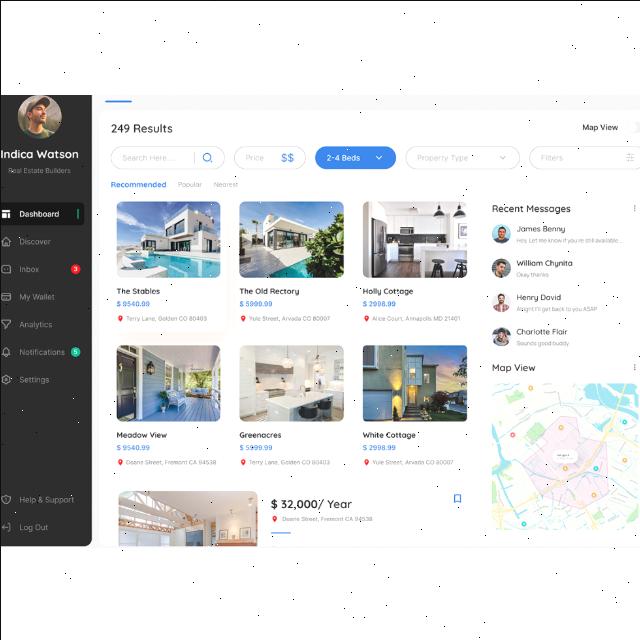 Indica Watson
Real Estate Builders
Dashboard
Discover
Inbox 3
My Wallet
Analytics
Notifications 5
Settings
Help & Support
Log Out
249 Results
Map View
Search Here....
Price $$
2-4 Beds
Property Type
Filters
Recommended Popular Nearest
The Stables
$ 9540.99
Terry Lane, Golden CO 80403
The Old Rectory
$ 5999.99
Yule Street, Arvada CO 80007
Holly Cottage
$ 2998.99
Alice Court, Annapolis MD 21401
Meadow View
$ 9540.99
Deane Street, Fremont CA 94538
Greenacres
$ 5999.99
Terry Lane, Golden CO 80403
White Cottage
$ 2998.99
Yule Street, Arvada CO 80007
$ 32,000/ Year
Deane Street, Fremont CA 94538
Recent Messages
James Benny
Hey, Let me know if you're still available...
William Chynita
Okay thanks
Henry David
Alright I'll get back to you ASAP
Charlotte Flair
Sounds good buddy
Map View